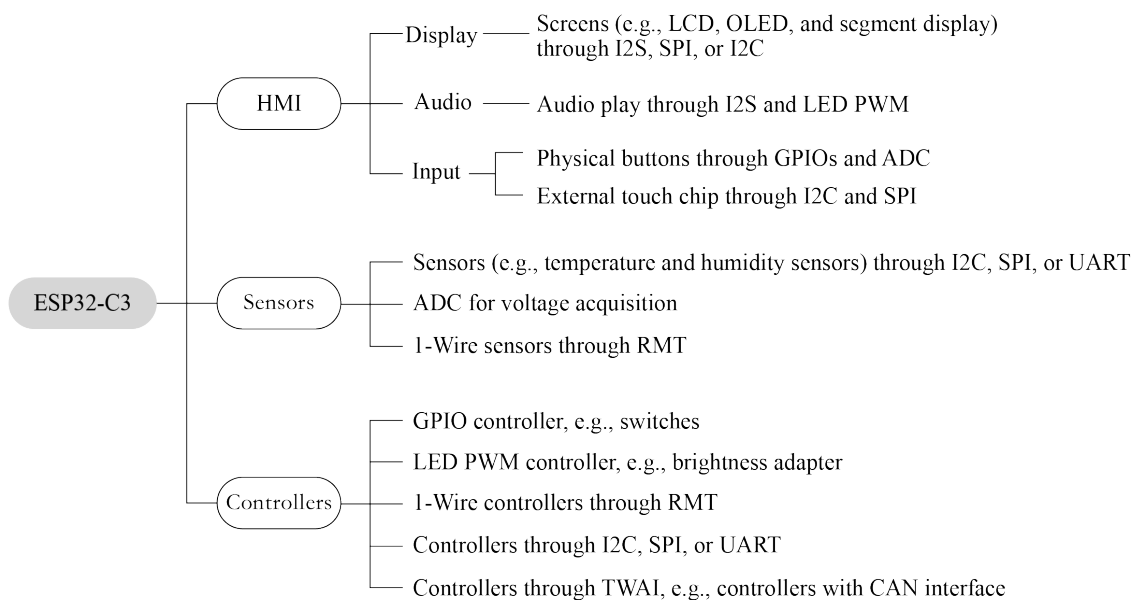 Display
Screens (e.g., LCD, OLED, and segment display)
through I2S, SPI, or I2C
HMI
Audio
Audio play through I2S and LED PWM
Input
Physical buttons through GPIOs and ADC
External touch chip through I2C and SPI
ESP32-C3
Sensors
Sensors (e.g., temperature and humidity sensors) through I2C, SPI, or UART
ADC for voltage acquisition
1-Wire sensors through RMT
Controllers
GPIO controller, e.g., switches
LED PWM controller, e.g., brightness adapter
1-Wire controllers through RMT
Controllers through I2C, SPI, or UART
Controllers through TWAI, e.g., controllers with CAN interface